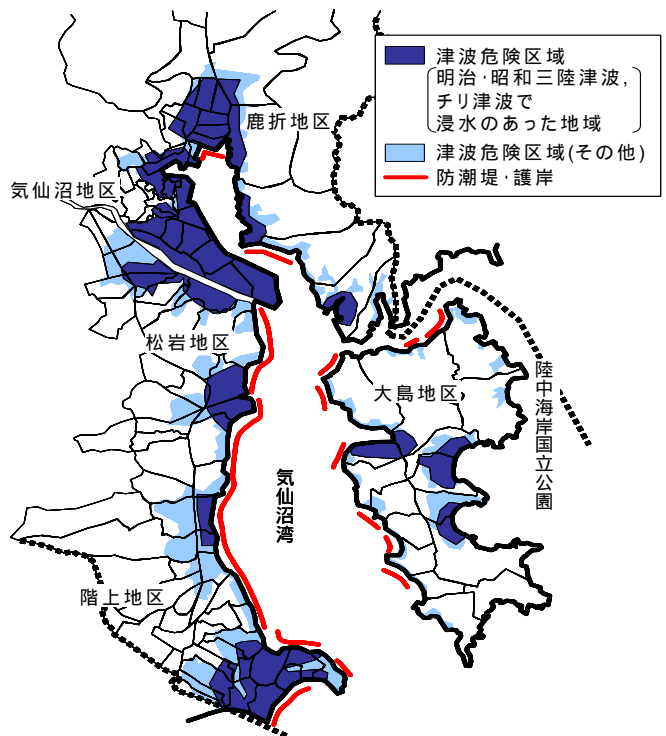 津波危険区域
明治・昭和三陸津波,
チリ津波で
浸水のあった地域
津波危険区域(その他)
防潮堤・護岸
鹿折地区
気仙沼地区
松岩地区
大島地区
陸中海岸国立公園
気仙沼湾
階上地区